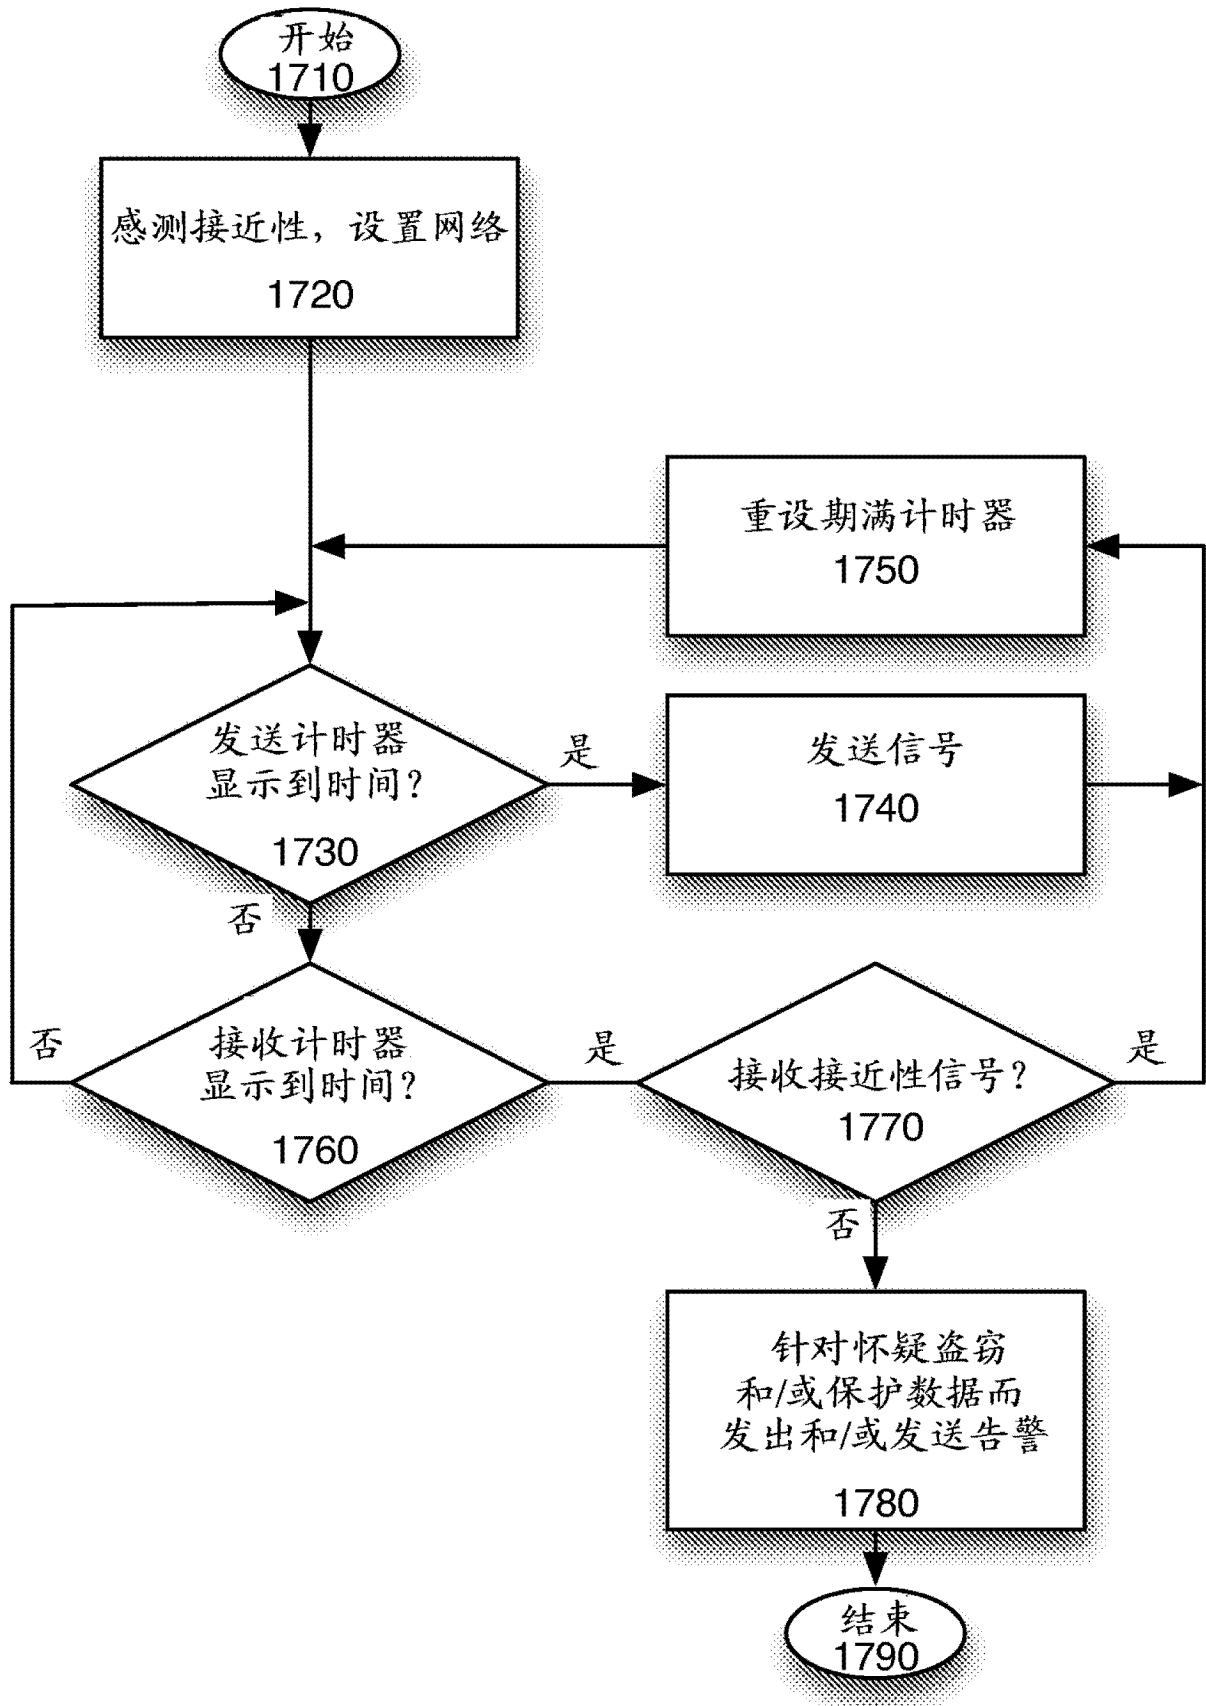 开始
1710
感测接近性，设置网络
1720
重设期满计时器
1750
发送计时器
显示到时间？
1730
是
发送信号
1740
否
接收计时器
显示到时间？
1760
否
是
接收接近性信号？
1770
是
否
针对怀疑盗窃
和/或保护数据而
发出和/或发送告警
1780
结束
1790